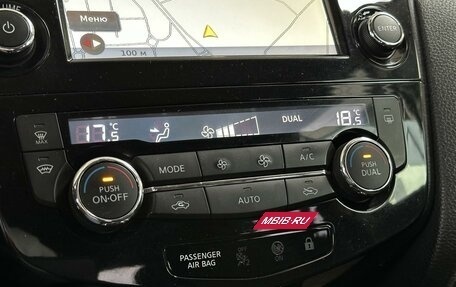 UME
Меню
100 м
ENTER
17.5 °C
DUAL
18.5 °C
MAX
MODE
A/C
PUSH
ON·OFF
AUTO
PUSH
DUAL
MBIB.RU
PASSENGER
AIR BAG